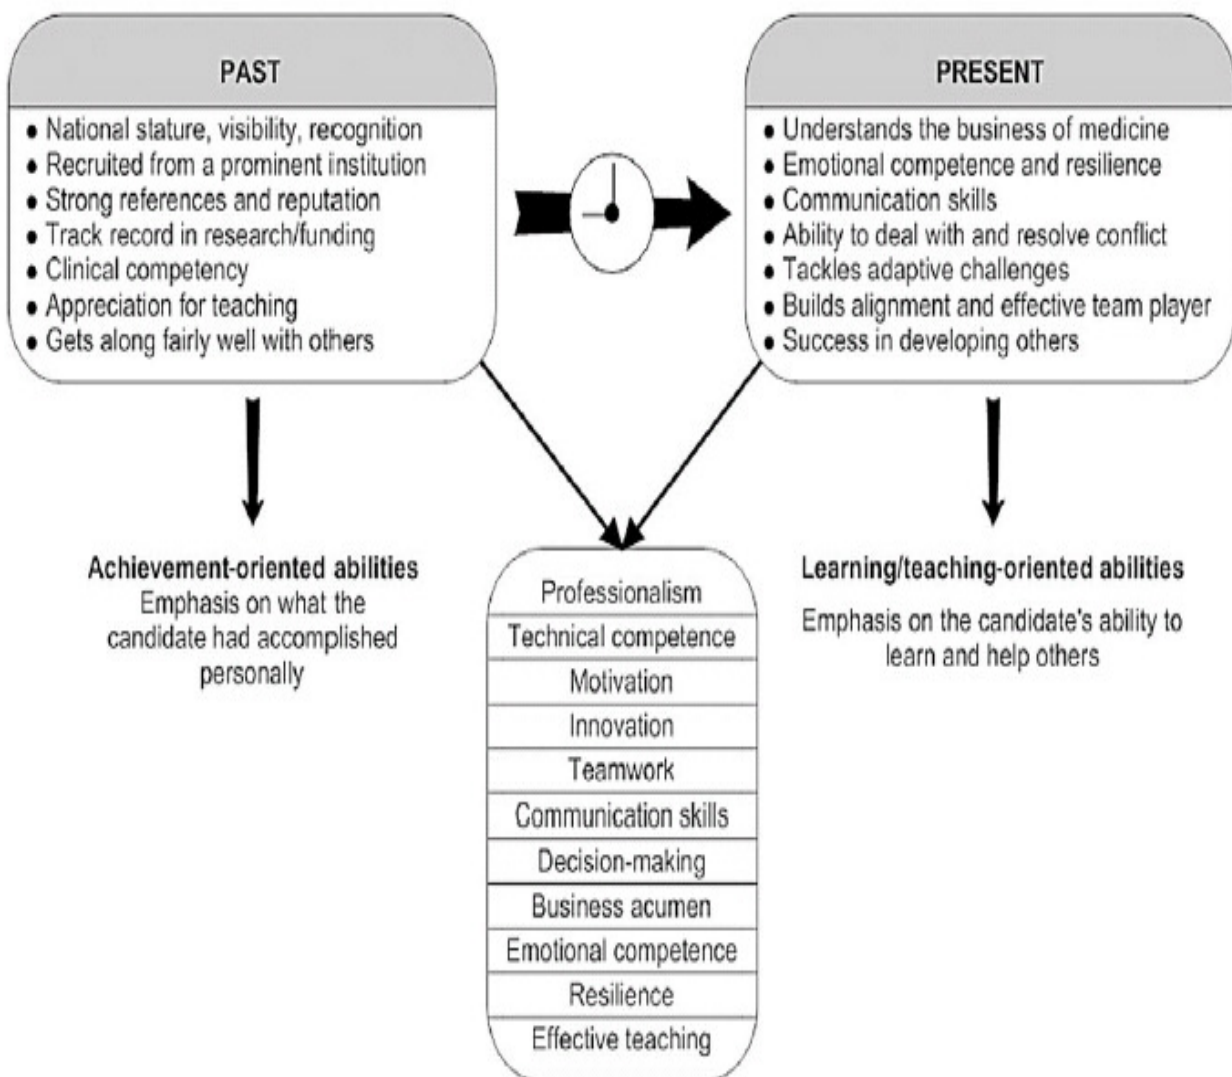 PAST
● National stature, visibility, recognition
● Recruited from a prominent institution
● Strong references and reputation
● Track record in research/funding
● Clinical competency
● Appreciation for teaching
● Gets along fairly well with others
PRESENT
● Understands the business of medicine
● Emotional competence and resilience
● Communication skills
● Ability to deal with and resolve conflict
● Tackles adaptive challenges
● Builds alignment and effective team player
● Success in developing others
Achievement-oriented abilities
Emphasis on what the
candidate had accomplished
personally
Learning/teaching-oriented abilities
Emphasis on the candidate's ability to
learn and help others
Professionalism
Technical competence
Motivation
Innovation
Teamwork
Communication skills
Decision-making
Business acumen
Emotional competence
Resilience
Effective teaching